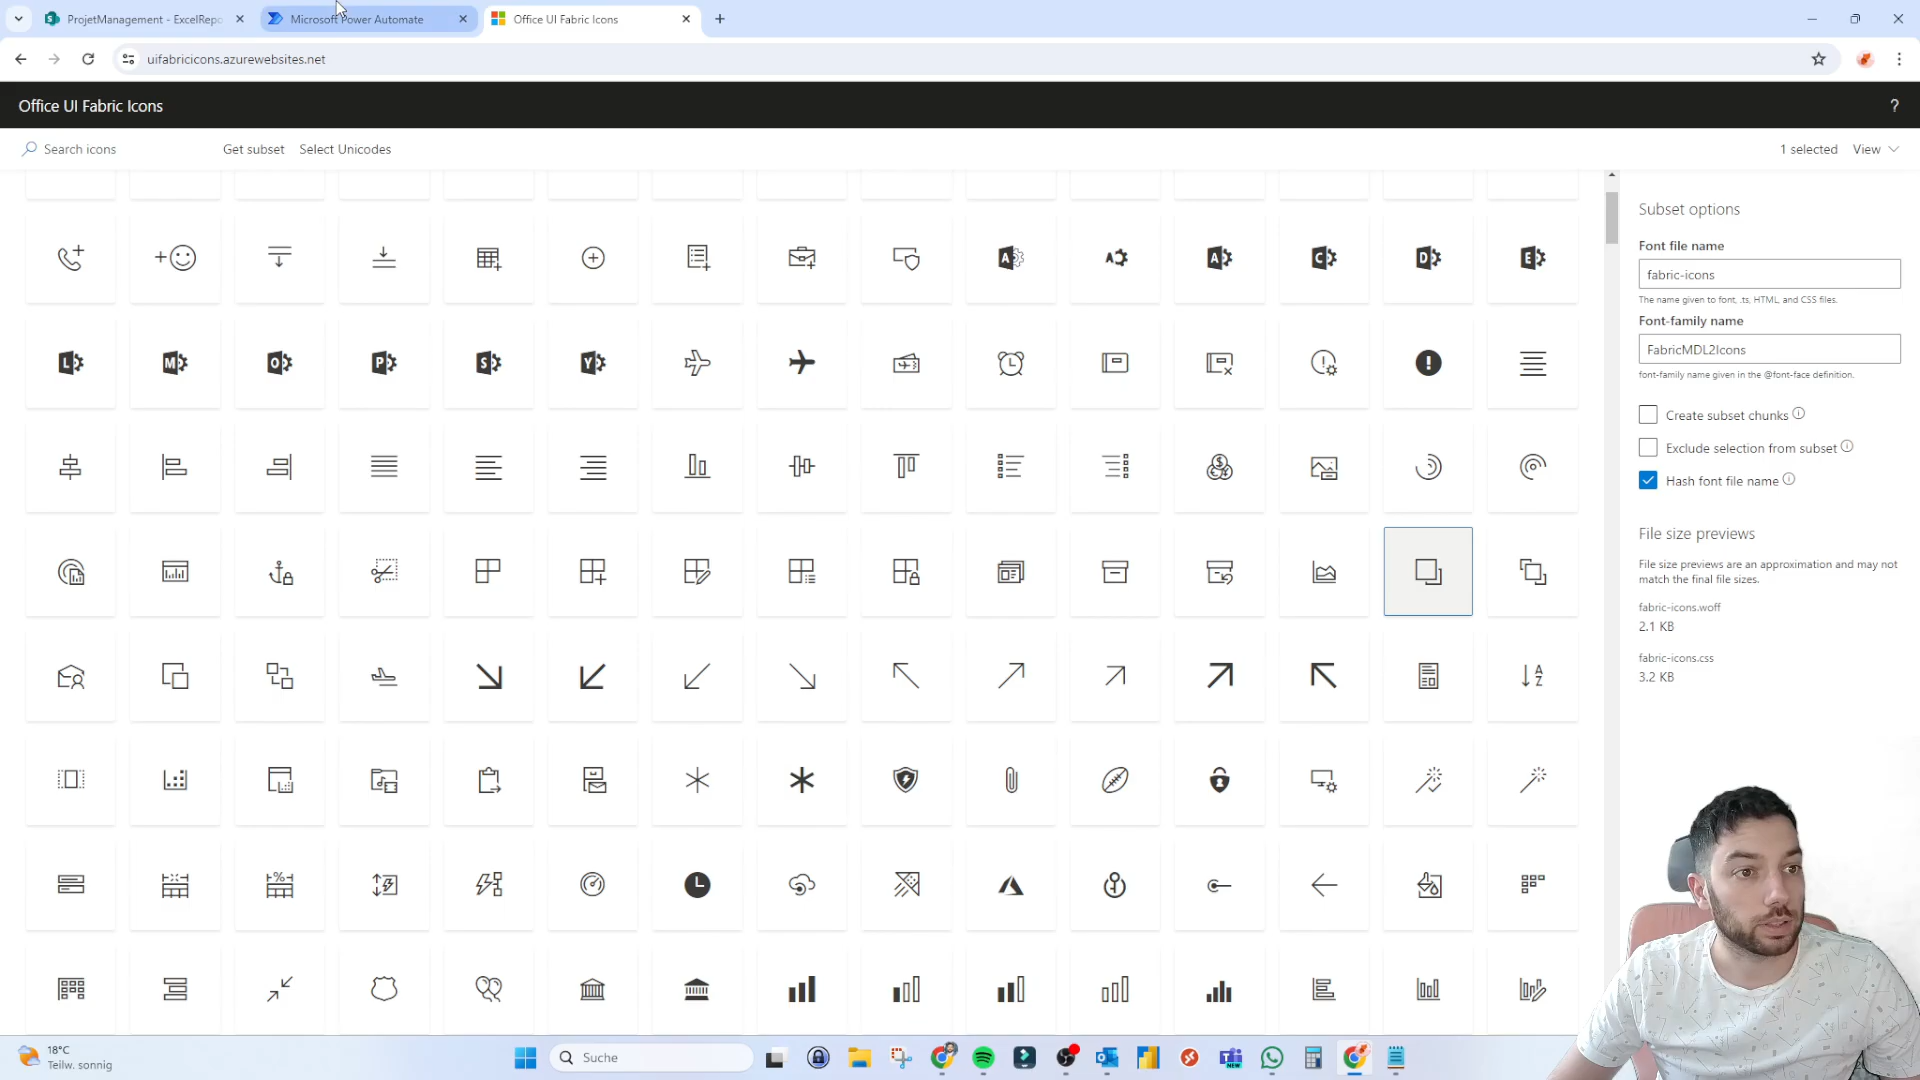 ProjetManagement - ExcelRepo
Microsoft Power Automate
Office UI Fabric Icons
uifabricicons.azurewebsites.net
Office UI Fabric Icons
?
Search icons
Get subset
Select Unicodes
1 selected
View
Subset options
Font file name
fabric-icons
The name given to font, .ts, HTML, and CSS files.
Font-family name
FabricMDL2Icons
font-family name given in the @font-face definition.
Create subset chunks
Exclude selection from subset
Hash font file name
File size previews
File size previews are an approximation and may not
match the final file sizes.
fabric-icons.woff
2.1 KB
fabric-icons.css
3.2 KB
18°C
Teilw. sonnig
Suche